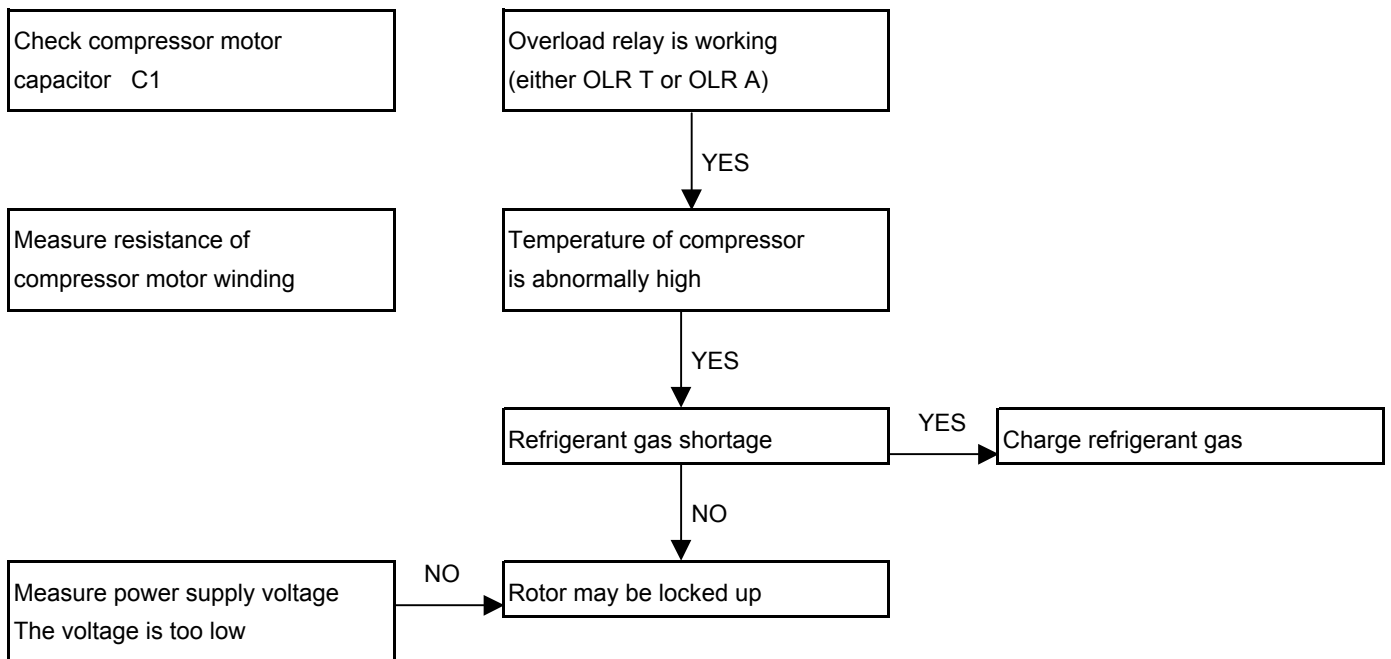 Check compressor motor
capacitor C1
Overload relay is working
(either OLR T or OLR A)
YES
Measure resistance of
compressor motor winding
Temperature of compressor
is abnormally high
YES
Refrigerant gas shortage
YES
Charge refrigerant gas
NO
Measure power supply voltage
The voltage is too low
NO
Rotor may be locked up